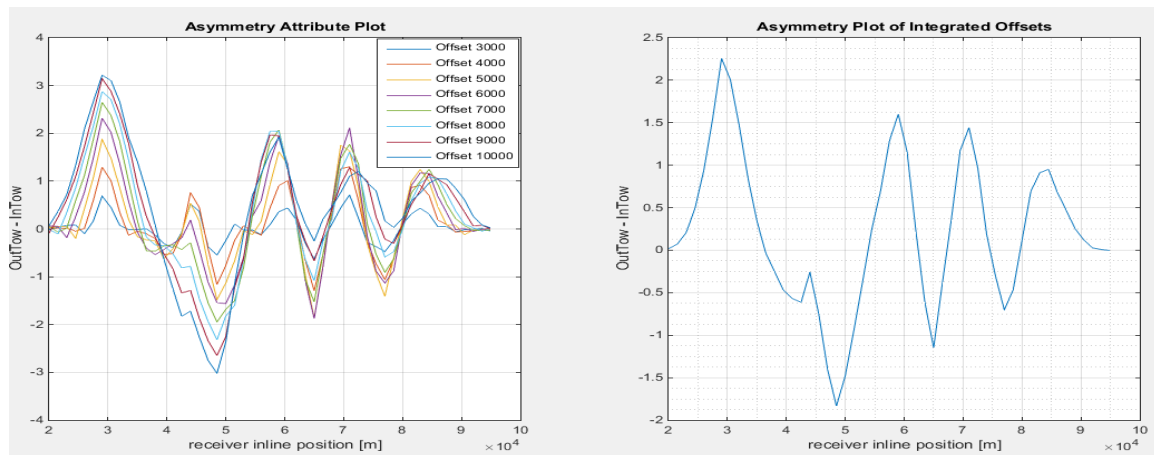 Asymmetry Attribute Plot
4
3
2
1
0
-1
-2
-3
-4
OutTow - InTow
Offset 3000
Offset 4000
Offset 5000
Offset 6000
Offset 7000
Offset 8000
Offset 9000
Offset 10000
2 3 4 5 6 7 8 9 10
receiver inline position [m]
× 10^4
Asymmetry Plot of Integrated Offsets
2.5
2
1.5
1
0.5
0
-0.5
-1
-1.5
-2
OutTow - InTow
2 3 4 5 6 7 8 9 10
receiver inline position [m]
× 10^4